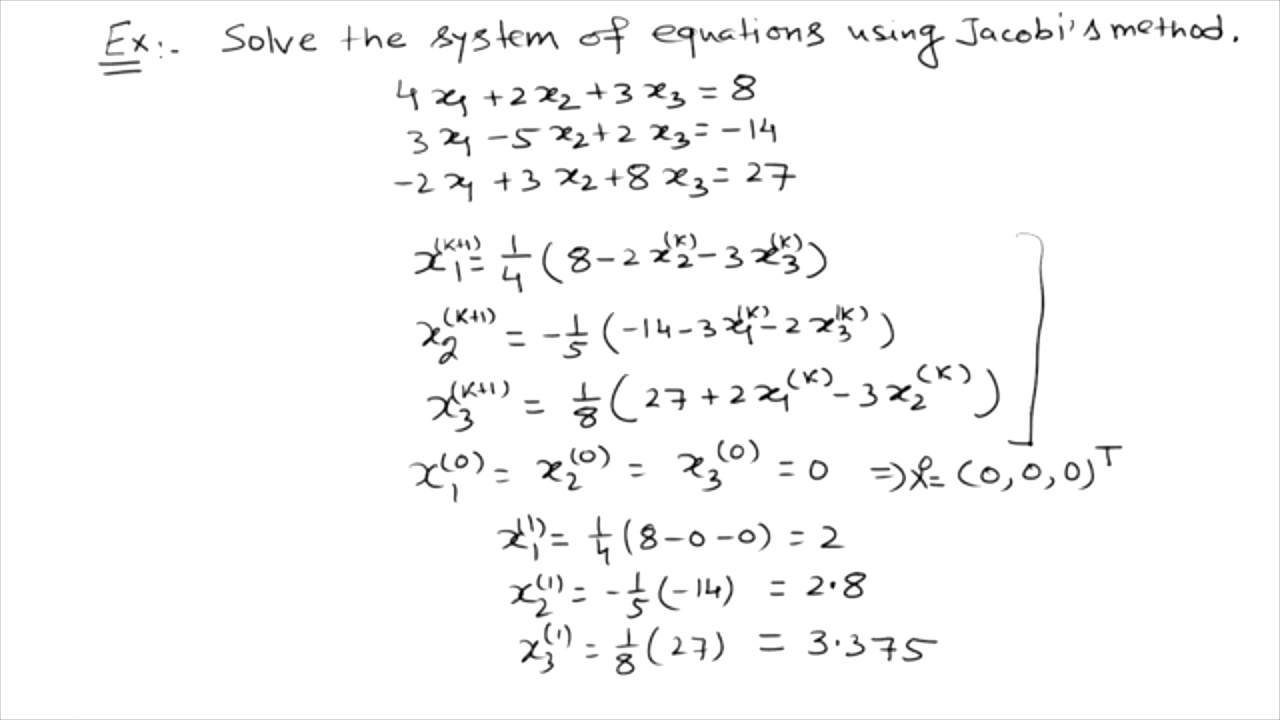 Ex:- Solve the system of equations using Jacobi's method.
4x₁ + 2x₂ + 3x₃ = 8
3x₁ - 5x₂ + 2x₃ = -14
-2x₁ + 3x₂ + 8x₃ = 27
x₁⁽ᴷ⁺¹⁾ = 1/4 (8 - 2x₂⁽ᴷ⁾ - 3x₃⁽ᴷ⁾)
x₂⁽ᴷ⁺¹⁾ = -1/5 (-14 - 3x₁⁽ᴷ⁾ - 2x₃⁽ᴷ⁾)
x₃⁽ᴷ⁺¹⁾ = 1/8 (27 + 2x₁⁽ᴷ⁾ - 3x₂⁽ᴷ⁾)
x₁⁽⁰⁾ = x₂⁽⁰⁾ = x₃⁽⁰⁾ = 0 ⇒ = (0, 0, 0)ᵀ
x₁⁽¹⁾ = 1/4 (8 - 0 - 0) = 2
x₂⁽¹⁾ = -1/5 (-14) = 2.8
x₃⁽¹⁾ = 1/8 (27) = 3.375